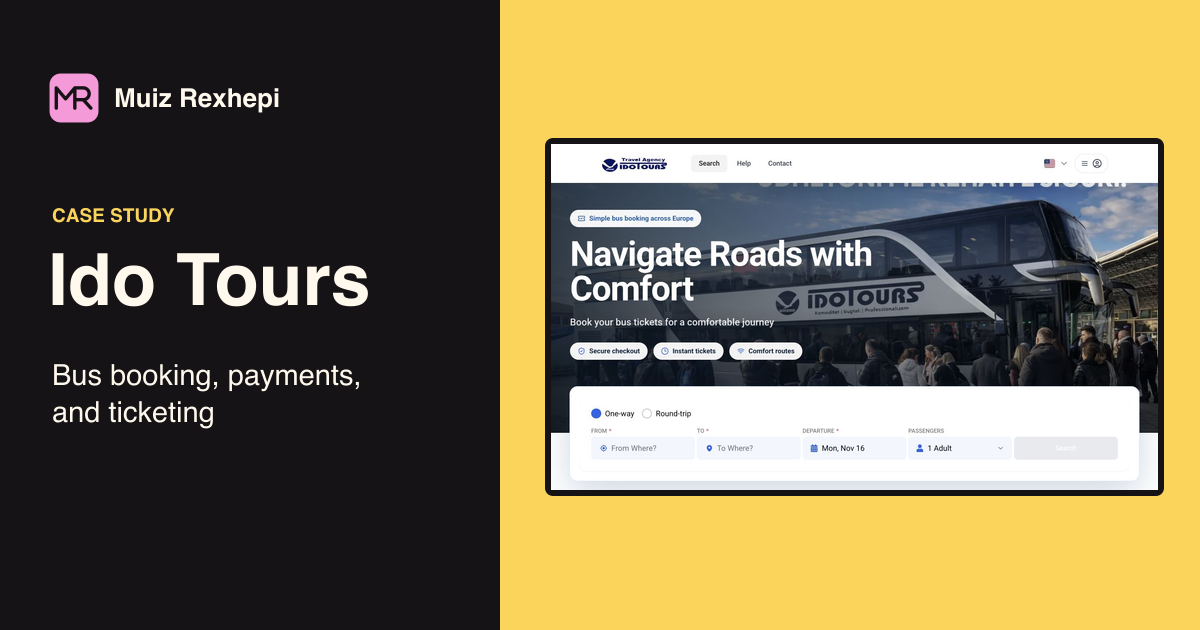 MR
Muiz Rexhepi
CASE STUDY
Ido Tours
Bus booking, payments,
and ticketing
Travel Agency
IDOTOURS
Search
Help
Contact
Simple bus booking across Europe
Navigate Roads with
Comfort
IDOTOURS
Book your bus tickets for a comfortable journey
Secure checkout
Instant tickets
Comfort routes
One-way
Round-trip
FROM *
TO *
DEPARTURE *
PASSENGERS
From Where?
To Where?
Mon, Nov 16
1 Adult
Search